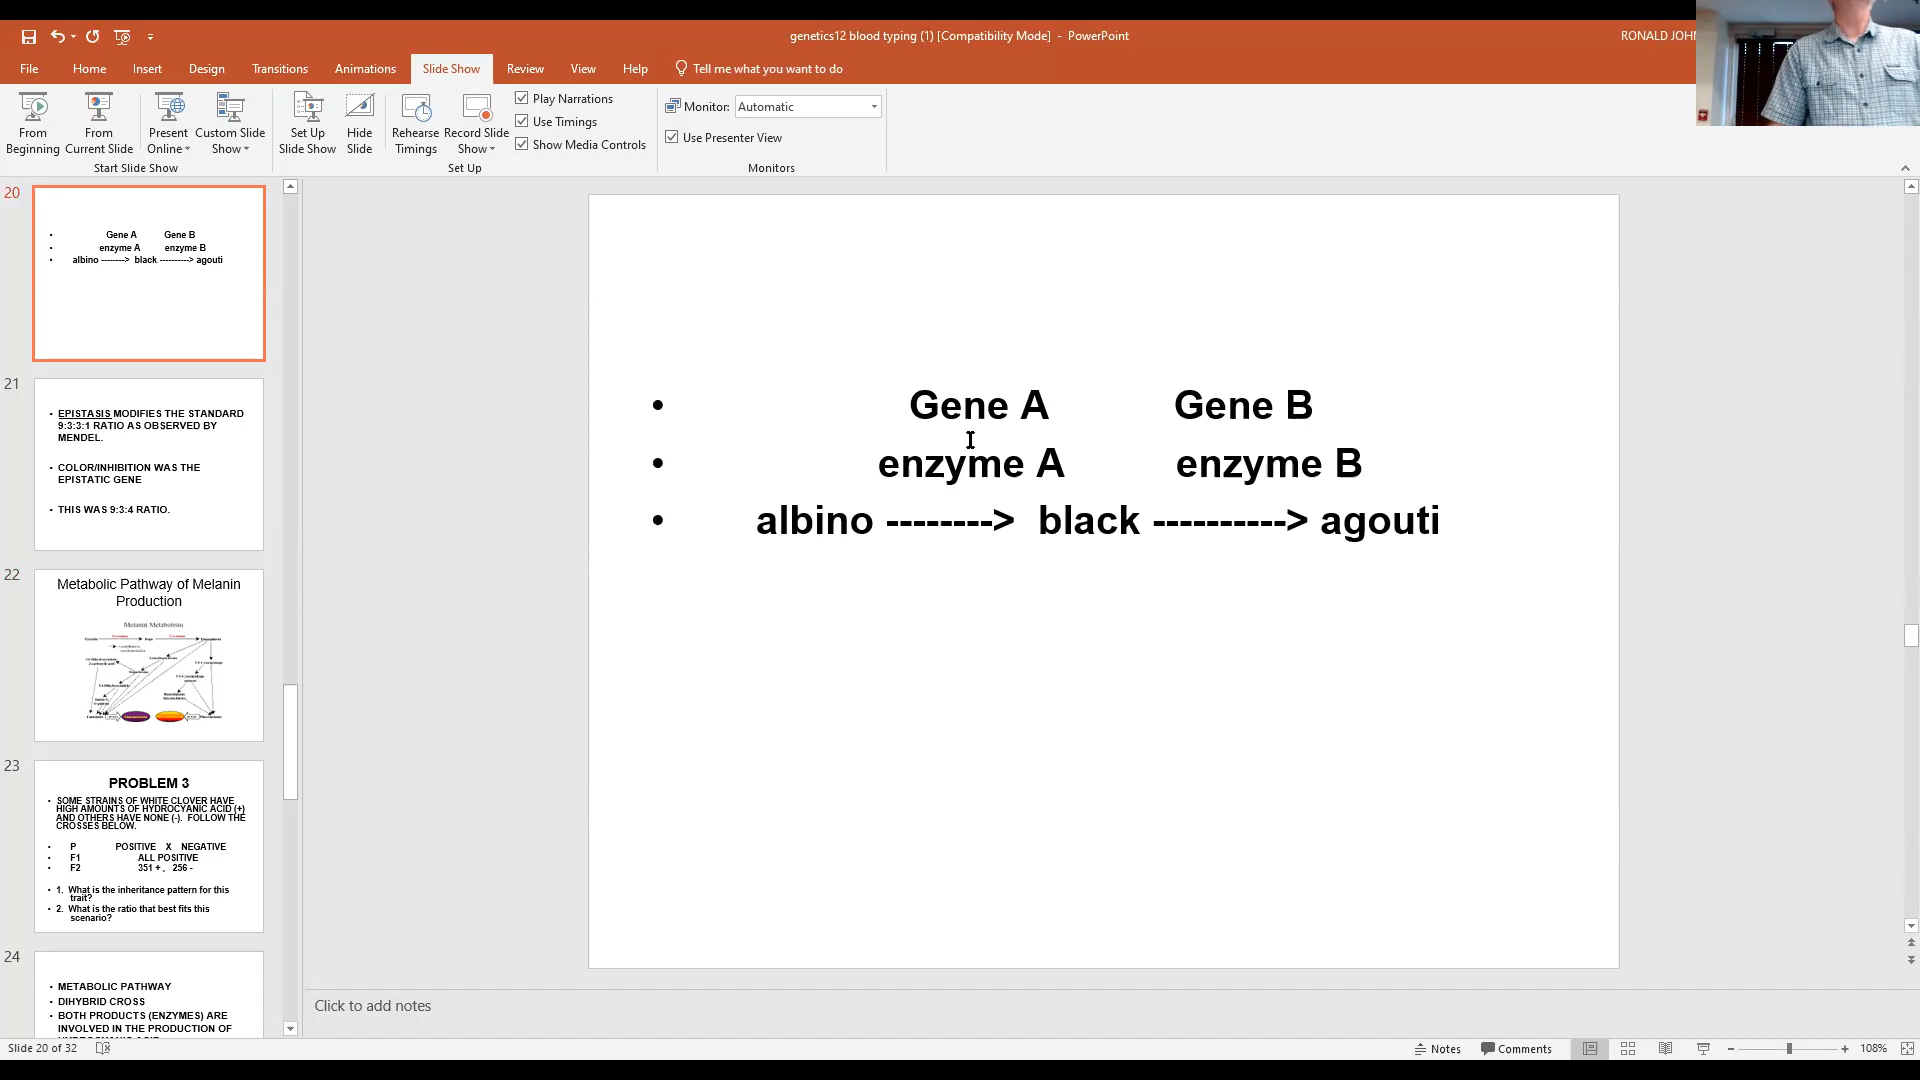 genetics12 blood typing (1) [Compatibility Mode] - PowerPoint
RONALD JOHN
File Home Insert Design Transitions Animations Slide Show Review View Help Tell me what you want to do
From Beginning
From Current Slide
Present Online
Custom Slide Show
Set Up Slide Show
Hide Slide
Rehearse Timings
Record Slide Show
Play Narrations
Use Timings
Show Media Controls
Monitor: Automatic
Use Presenter View
Start Slide Show
Set Up
Monitors
20
• Gene A Gene B
• enzyme A enzyme B
• albino --------> black ----------> agouti
21
• EPISTASIS MODIFIES THE STANDARD
9:3:3:1 RATIO AS OBSERVED BY
MENDEL.
• COLOR/INHIBITION WAS THE
EPISTATIC GENE
• THIS WAS 9:3:4 RATIO.
22
Metabolic Pathway of Melanin
Production
Melanin Metabolism
23
PROBLEM 3
• SOME STRAINS OF WHITE CLOVER HAVE
HIGH AMOUNTS OF HYDROCYANIC ACID (+)
AND OTHERS HAVE NONE (-). FOLLOW THE
CROSSES BELOW.
• P POSITIVE X NEGATIVE
• F1 ALL POSITIVE
• F2 351 + , 256 -
• 1. What is the inheritance pattern for this
trait?
• 2. What is the ratio that best fits this
scenario?
24
• METABOLIC PATHWAY
• DIHYBRID CROSS
• BOTH PRODUCTS (ENZYMES) ARE
INVOLVED IN THE PRODUCTION OF
• Gene A Gene B
• enzyme A enzyme B
• albino --------> black ----------> agouti
Click to add notes
Slide 20 of 32
Notes Comments 108%